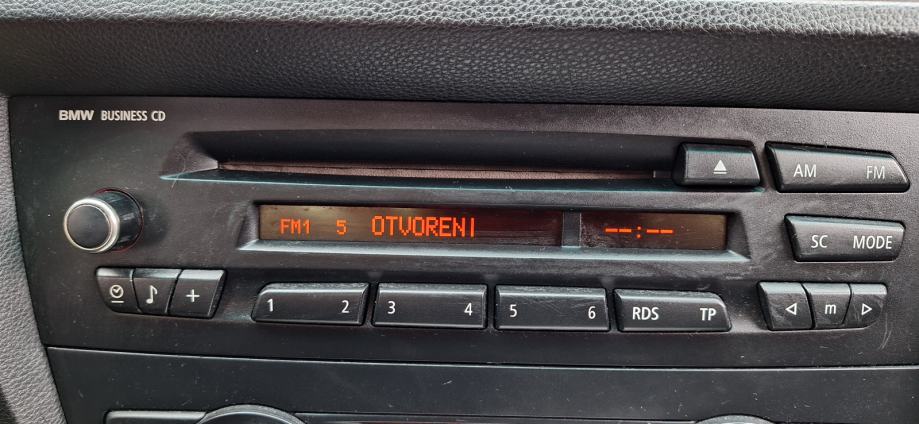 BMW BUSINESS CD
AM FM
FM1 5 OTVORENI --:--
SC MODE
+
1 2 3 4 5 6 RDS TP m